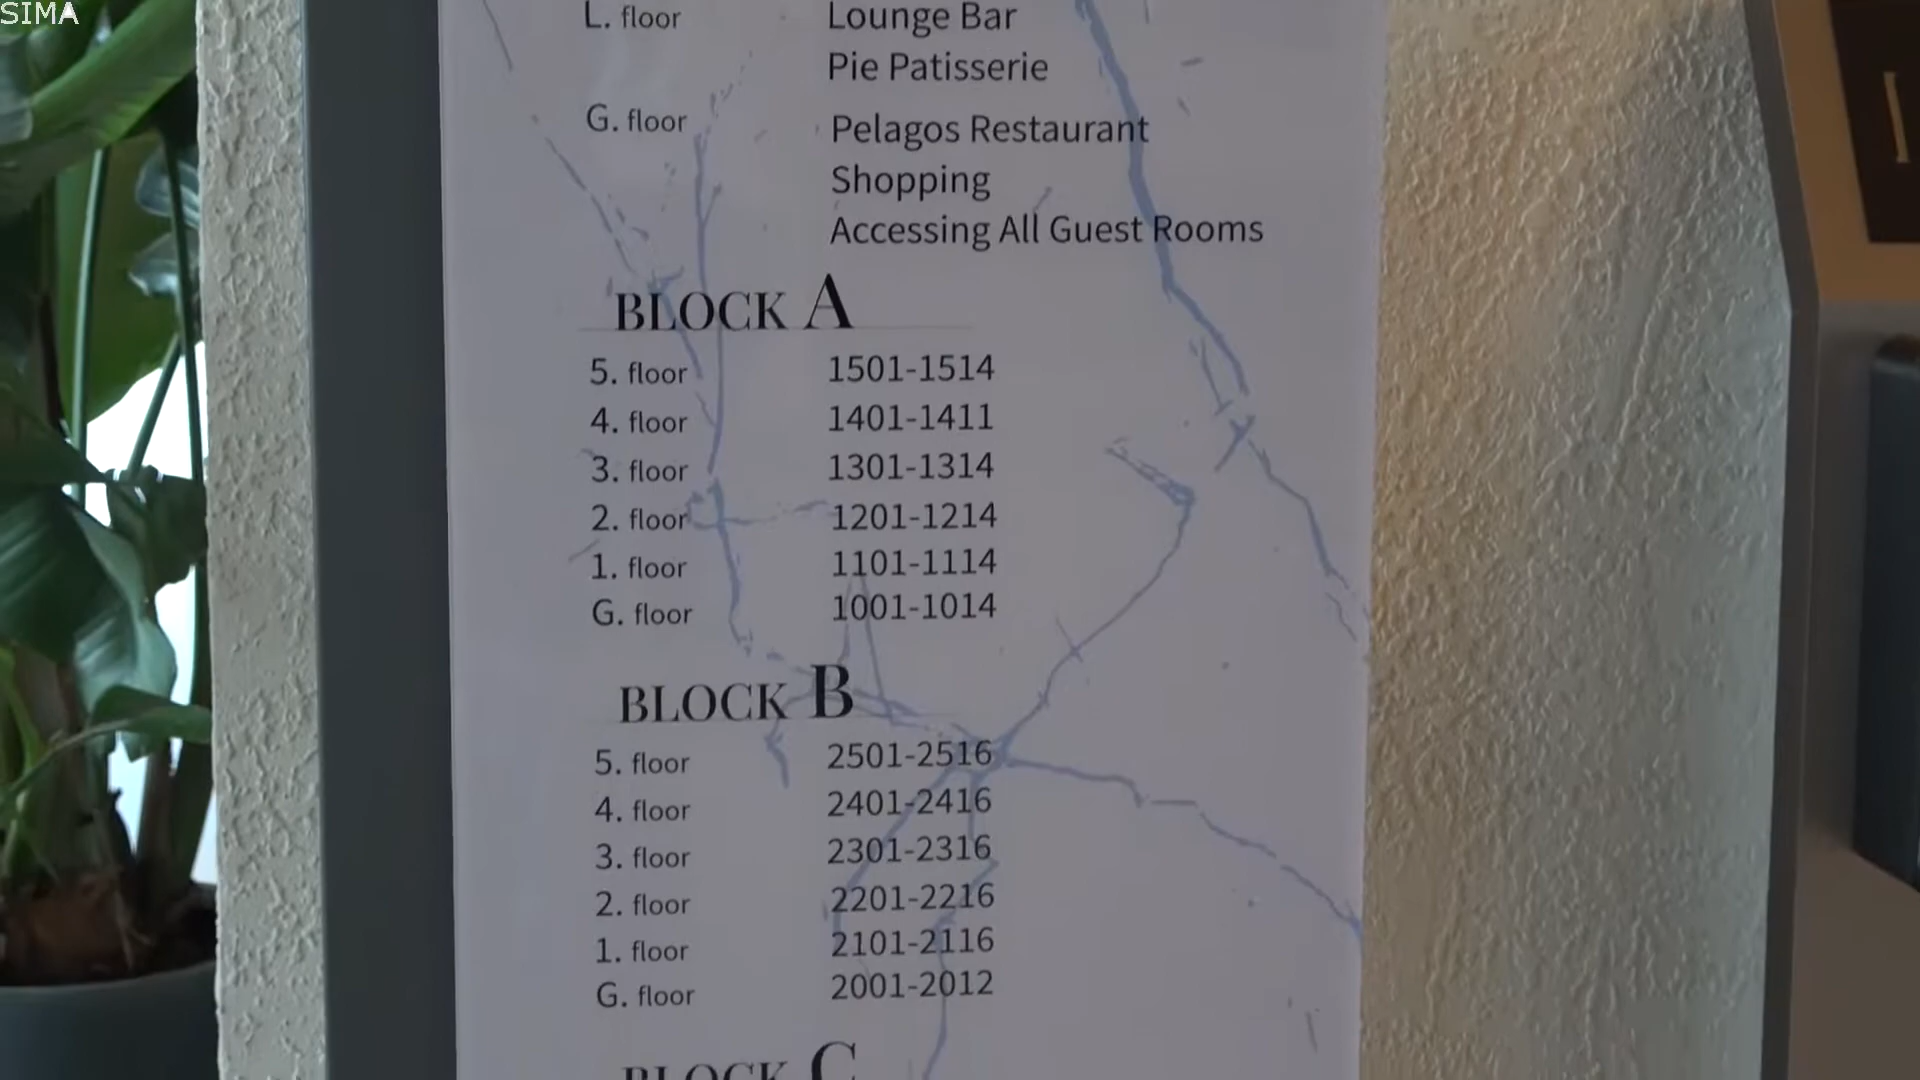 SIMA
L. floor Lounge Bar
Pie Patisserie
G. floor Pelagos Restaurant
Shopping
Accessing All Guest Rooms
BLOCK A
5. floor 1501-1514
4. floor 1401-1411
3. floor 1301-1314
2. floor 1201-1214
1. floor 1101-1114
G. floor 1001-1014
BLOCK B
5. floor 2501-2516
4. floor 2401-2416
3. floor 2301-2316
2. floor 2201-2216
1. floor 2101-2116
G. floor 2001-2012
BLOCK C